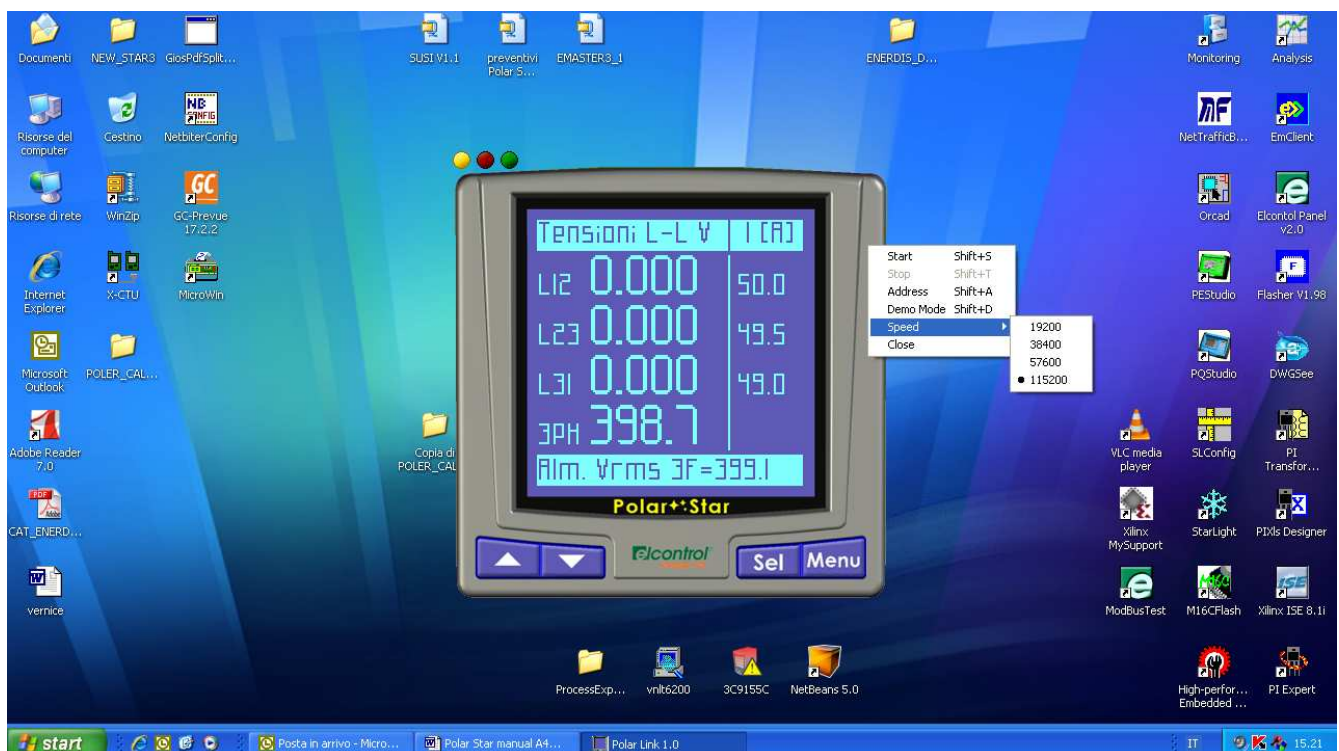 Documenti
NEW_STAR3
GiosPdfSplit...
SUSI V1.1
preventivi
Polar S...
EMASTER3_1
ENERDIS_D...
Monitoring
Analysis
Risorse del
computer
Cestino
NB
CONFIG
NetbiterConfig
NetTrafficB...
EmClient
Risorse di rete
WinZip
GC
GC-Prevue
17.2.2
Orcad
Elcontol Panel
v2.0
Internet
Explorer
X-CTU
MicroWin
PEStudio
F
Flasher V1.98
Microsoft
Outlook
POLER_CAL...
PQStudio
DWGSee
Adobe Reader
7.0
Copia di
POLER_CAL
VLC media
player
SLConfig
PI
Transfor...
PDF
Adobe
CAT_ENERD...
Xilinx
MySupport
StarLight
PIXls Designer
vernice
ModBusTest
M16CFlash
ISE
Xilinx ISE 8.1i
ProcessExp...
vnlt6200
3C9155C
NetBeans 5.0
High-perfor...
Embedded ...
PI Expert
Tensioni L-L V I [A]
L12 0.000 50.0
L23 0.000 49.5
L31 0.000 49.0
3PH 398.7
Alm. Vrms 3F=399.1
Polar Star
elcontrol
Sel Menu
Start Shift+S
Stop Shift+T
Address Shift+A
Demo Mode Shift+D
Speed
Close
19200
38400
57600
115200
start
Posta in arrivo - Micro...
Polar Star manual A4...
Polar Link 1.0
IT
15.21